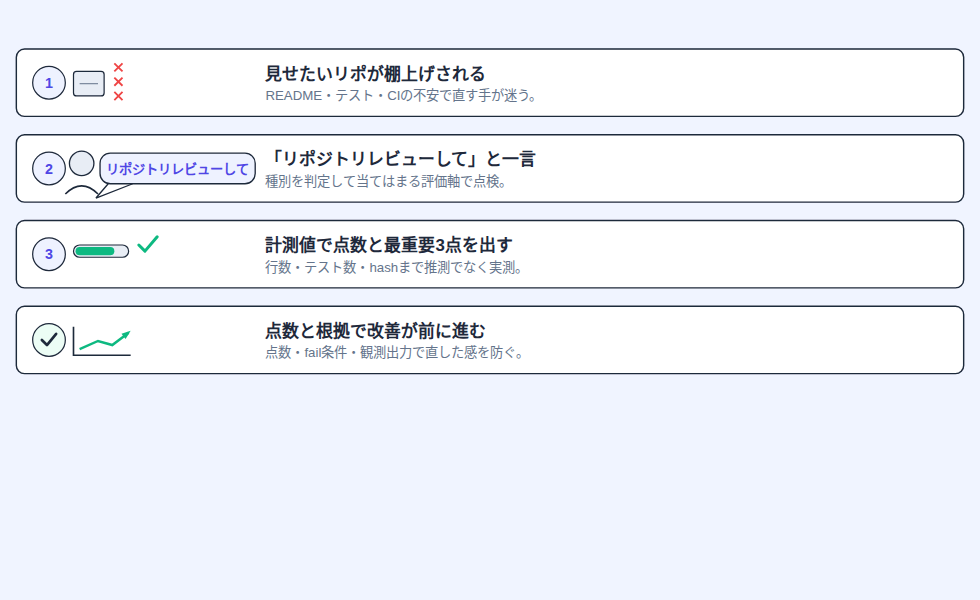 1
見せたいリポが棚上げされる
README・テスト・CIの不安で直す手が迷う。
2
リポジトリレビューして
「リポジトリレビューして」と一言
種別を判定して当てはまる評価軸で点検。
3
計測値で点数と最重要3点を出す
行数・テスト数・hashまで推測でなく実測。
点数と根拠で改善が前に進む
点数・fail条件・観測出力で直した感を防ぐ。